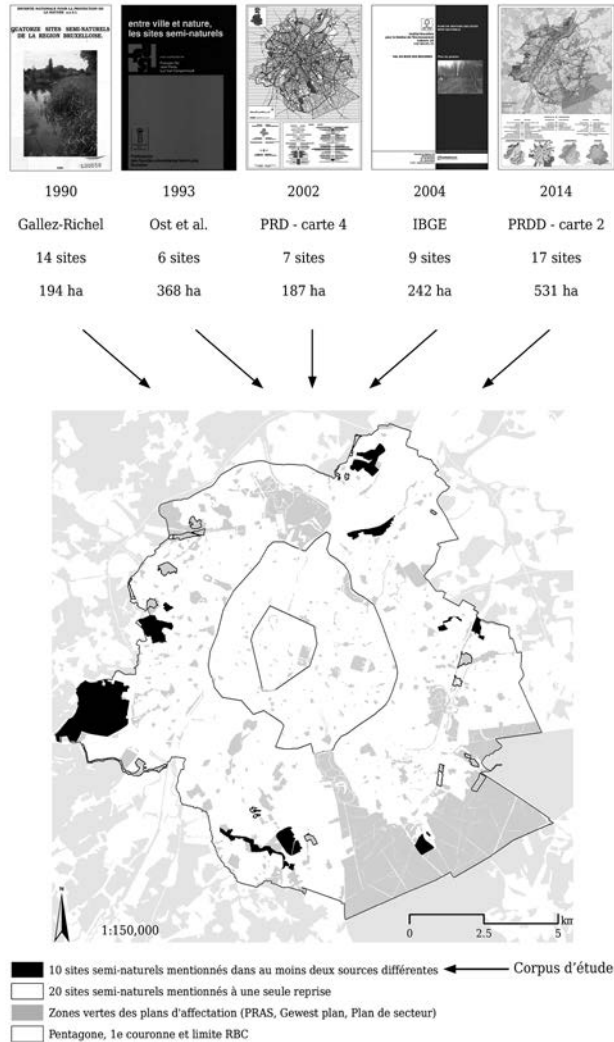 QUATORZE SITES SEMI-NATURELS
DE LA REGION BRUXELLOISE.
entre ville et nature,
les sites semi-naturels
1990
1993
2002
2004
2014
Gallez-Richel
Ost et al.
PRD - carte 4
IBGE
PRDD - carte 2
14 sites
6 sites
7 sites
9 sites
17 sites
194 ha
368 ha
187 ha
242 ha
531 ha
N
1:150,000
km
0
2.5
5
10 sites semi-naturels mentionnés dans au moins deux sources différentes
Corpus d'étude
20 sites semi-naturels mentionnés à une seule reprise
Zones vertes des plans d'affectation (PRAS, Gewest plan, Plan de secteur)
Pentagone, 1e couronne et limite RBC